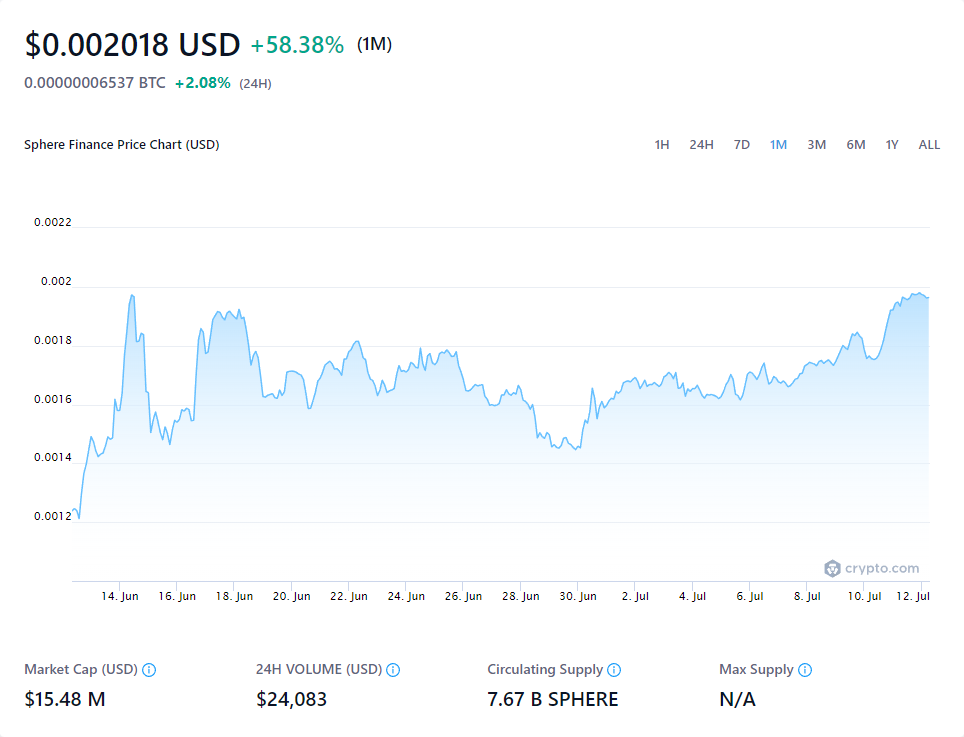 $0.002018 USD +58.38% (1M)
0.00000006537 BTC +2.08% (24H)
Sphere Finance Price Chart (USD) 1H 24H 7D 1M 3M 6M 1Y ALL
0.0022
0.002
0.0018
0.0016
0.0014
0.0012
crypto.com
14. Jun 16. Jun 18. Jun 20. Jun 22. Jun 24. Jun 26. Jun 28. Jun 30. Jun 2. Jul 4. Jul 6. Jul 8. Jul 10. Jul 12. Jul
Market Cap (USD) 24H VOLUME (USD) Circulating Supply Max Supply
$15.48 M $24,083 7.67 B SPHERE N/A